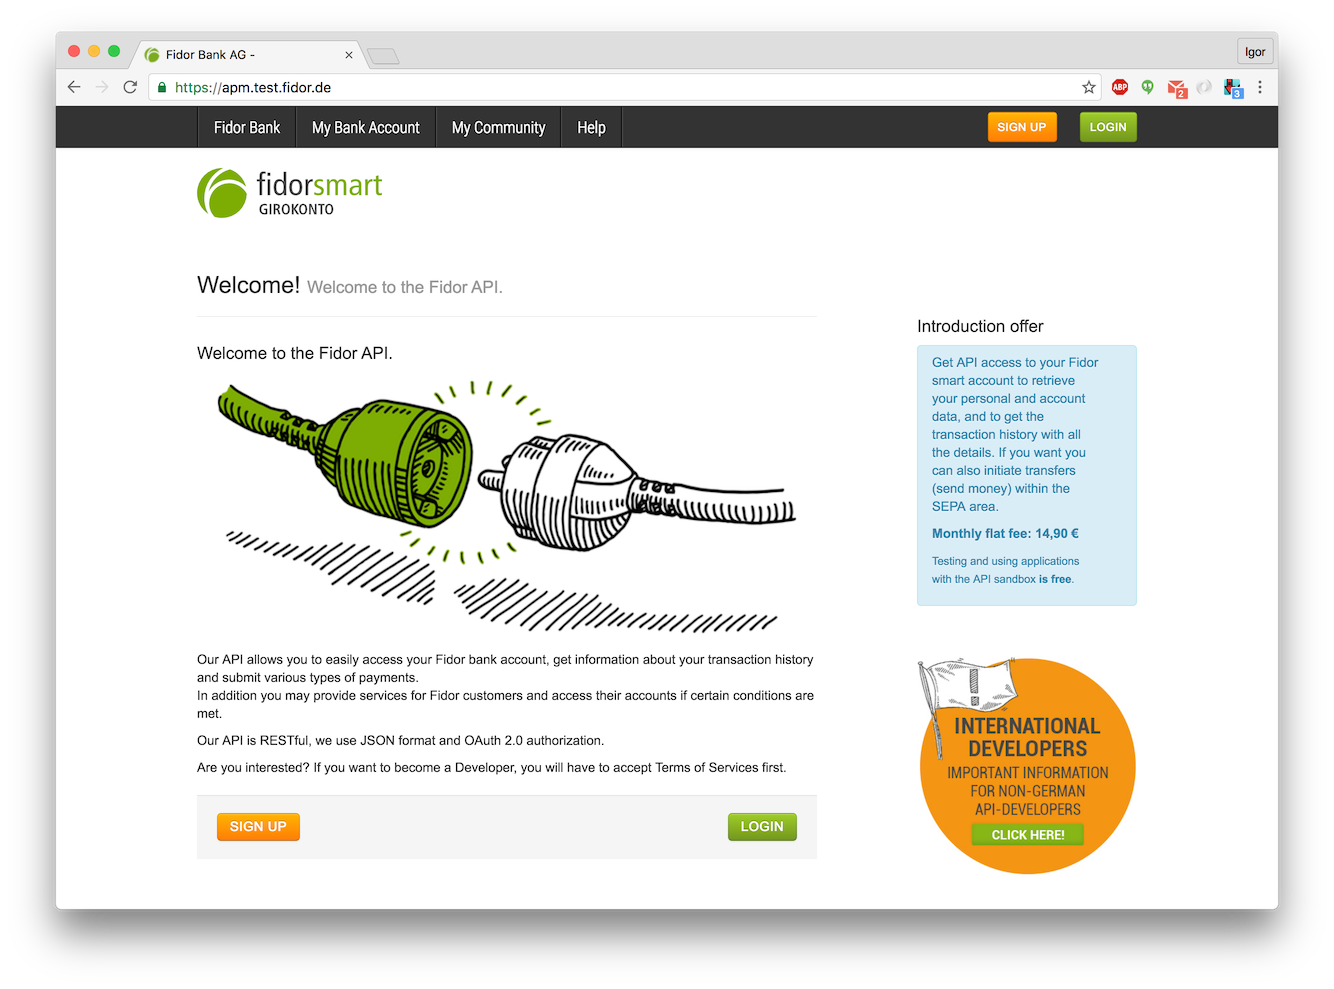 Fidor Bank AG -
Igor
https://apm.test.fidor.de
ABP
2
3
Fidor Bank
My Bank Account
My Community
Help
SIGN UP
LOGIN
fidorsmart
GIROKONTO
Welcome! Welcome to the Fidor API.
Welcome to the Fidor API.
Our API allows you to easily access your Fidor bank account, get information about your transaction history
and submit various types of payments.
In addition you may provide services for Fidor customers and access their accounts if certain conditions are
met.
Our API is RESTful, we use JSON format and OAuth 2.0 authorization.
Are you interested? If you want to become a Developer, you will have to accept Terms of Services first.
SIGN UP
LOGIN
Introduction offer
Get API access to your Fidor
smart account to retrieve
your personal and account
data, and to get the
transaction history with all
the details. If you want you
can also initiate transfers
(send money) within the
SEPA area.
Monthly flat fee: 14,90 €
Testing and using applications
with the API sandbox is free.
!
INTERNATIONAL
DEVELOPERS
IMPORTANT INFORMATION
FOR NON-GERMAN
API-DEVELOPERS
CLICK HERE!